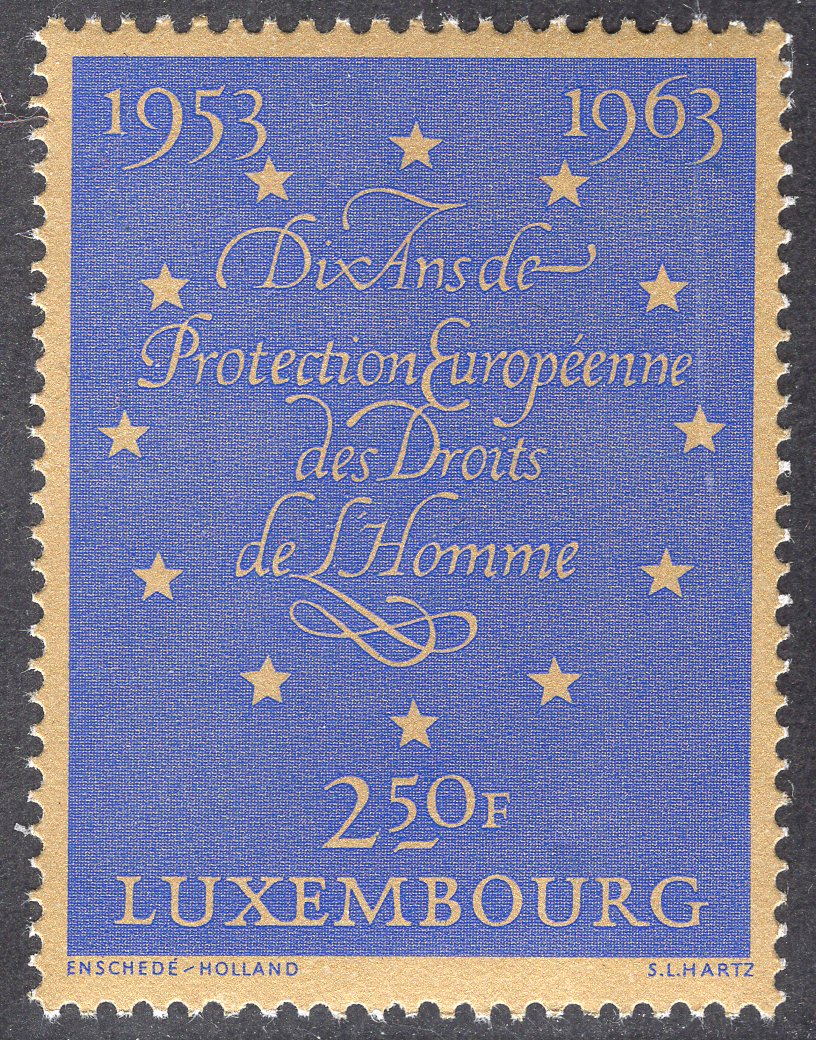 1953 1963
Dix Ans de
Protection Européenne
des Droits
de L'Homme
2.50F
LUXEMBOURG
ENSCHEDÉ-HOLLAND S.L.HARTZ